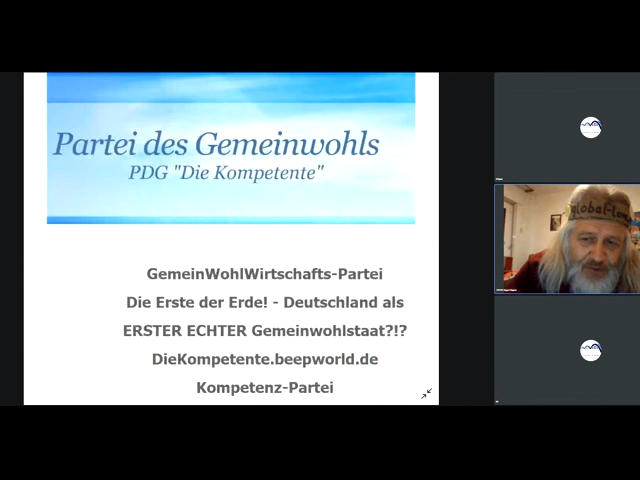 Partei des Gemeinwohls
PDG "Die Kompetente"
GemeinWohlWirtschafts-Partei
Die Erste der Erde! - Deutschland als
ERSTER ECHTER Gemeinwohlstaat?!?
DieKompetente.beepworld.de
Kompetenz-Partei